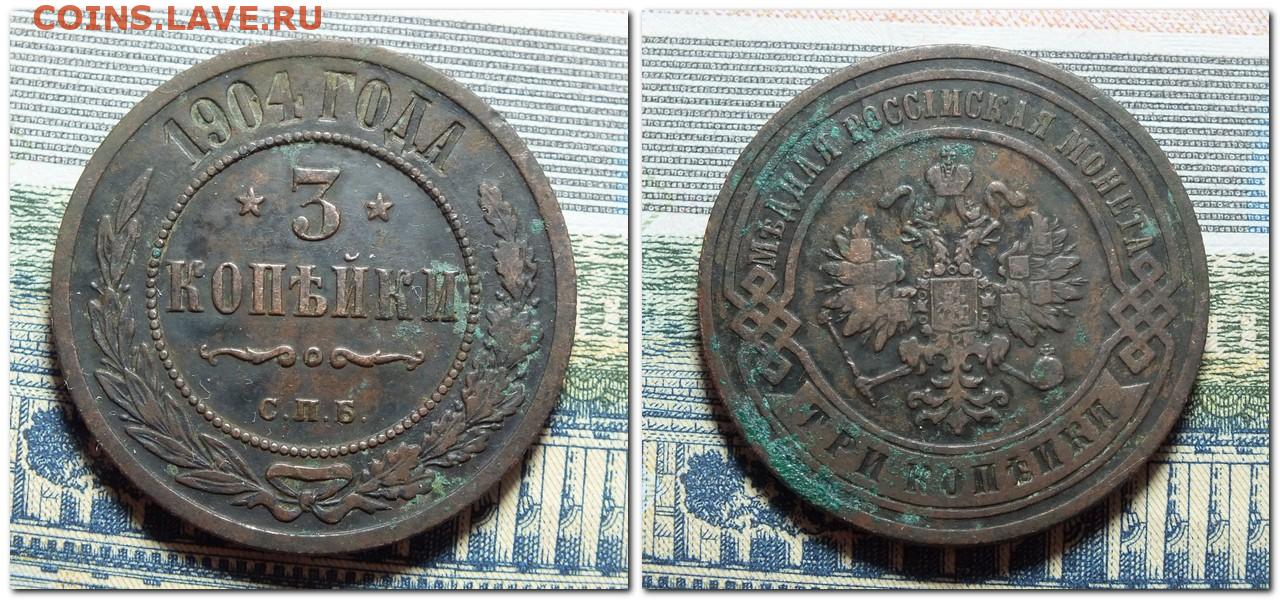 COINS.LAVE.RU
1904 ГОДА
3
КОПѢЙКИ
С.П.Б.
МѢДНАЯ РОССІЙСКАЯ МОНЕТА
ТРИ КОПѢЙКИ